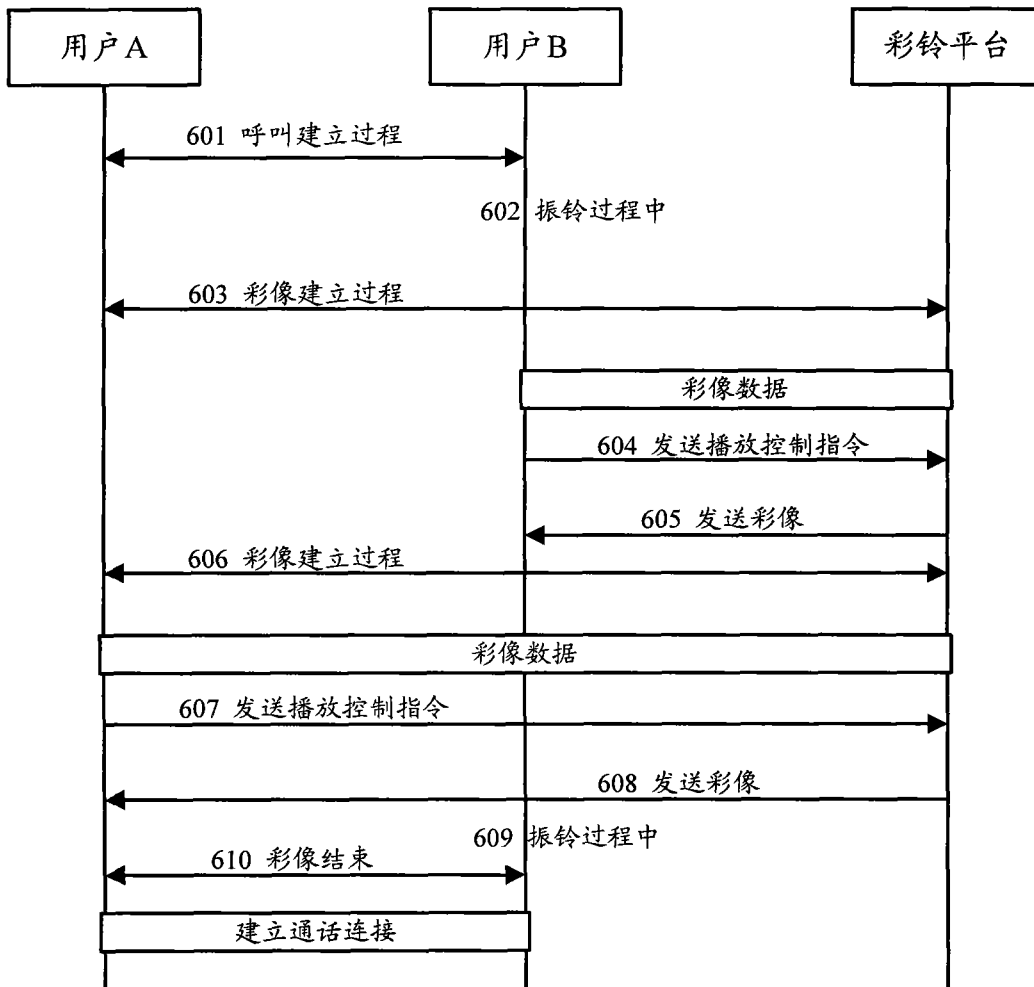 用户A
用户B
彩铃平台
601 呼叫建立过程
602 振铃过程中
603 彩像建立过程
彩像数据
604 发送播放控制指令
605 发送彩像
606 彩像建立过程
彩像数据
607 发送播放控制指令
608 发送彩像
609 振铃过程中
610 彩像结束
建立通话连接